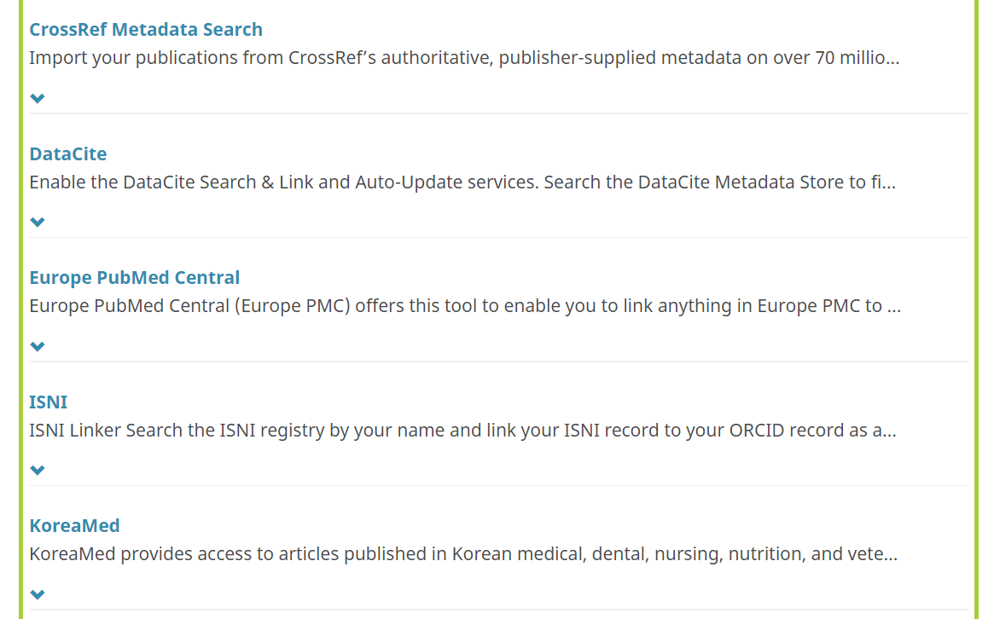 CrossRef Metadata Search
Import your publications from CrossRef’s authoritative, publisher-supplied metadata on over 70 millio...
DataCite
Enable the DataCite Search & Link and Auto-Update services. Search the DataCite Metadata Store to fi...
Europe PubMed Central
Europe PubMed Central (Europe PMC) offers this tool to enable you to link anything in Europe PMC to ...
ISNI
ISNI Linker Search the ISNI registry by your name and link your ISNI record to your ORCID record as a...
KoreaMed
KoreaMed provides access to articles published in Korean medical, dental, nursing, nutrition, and vete...